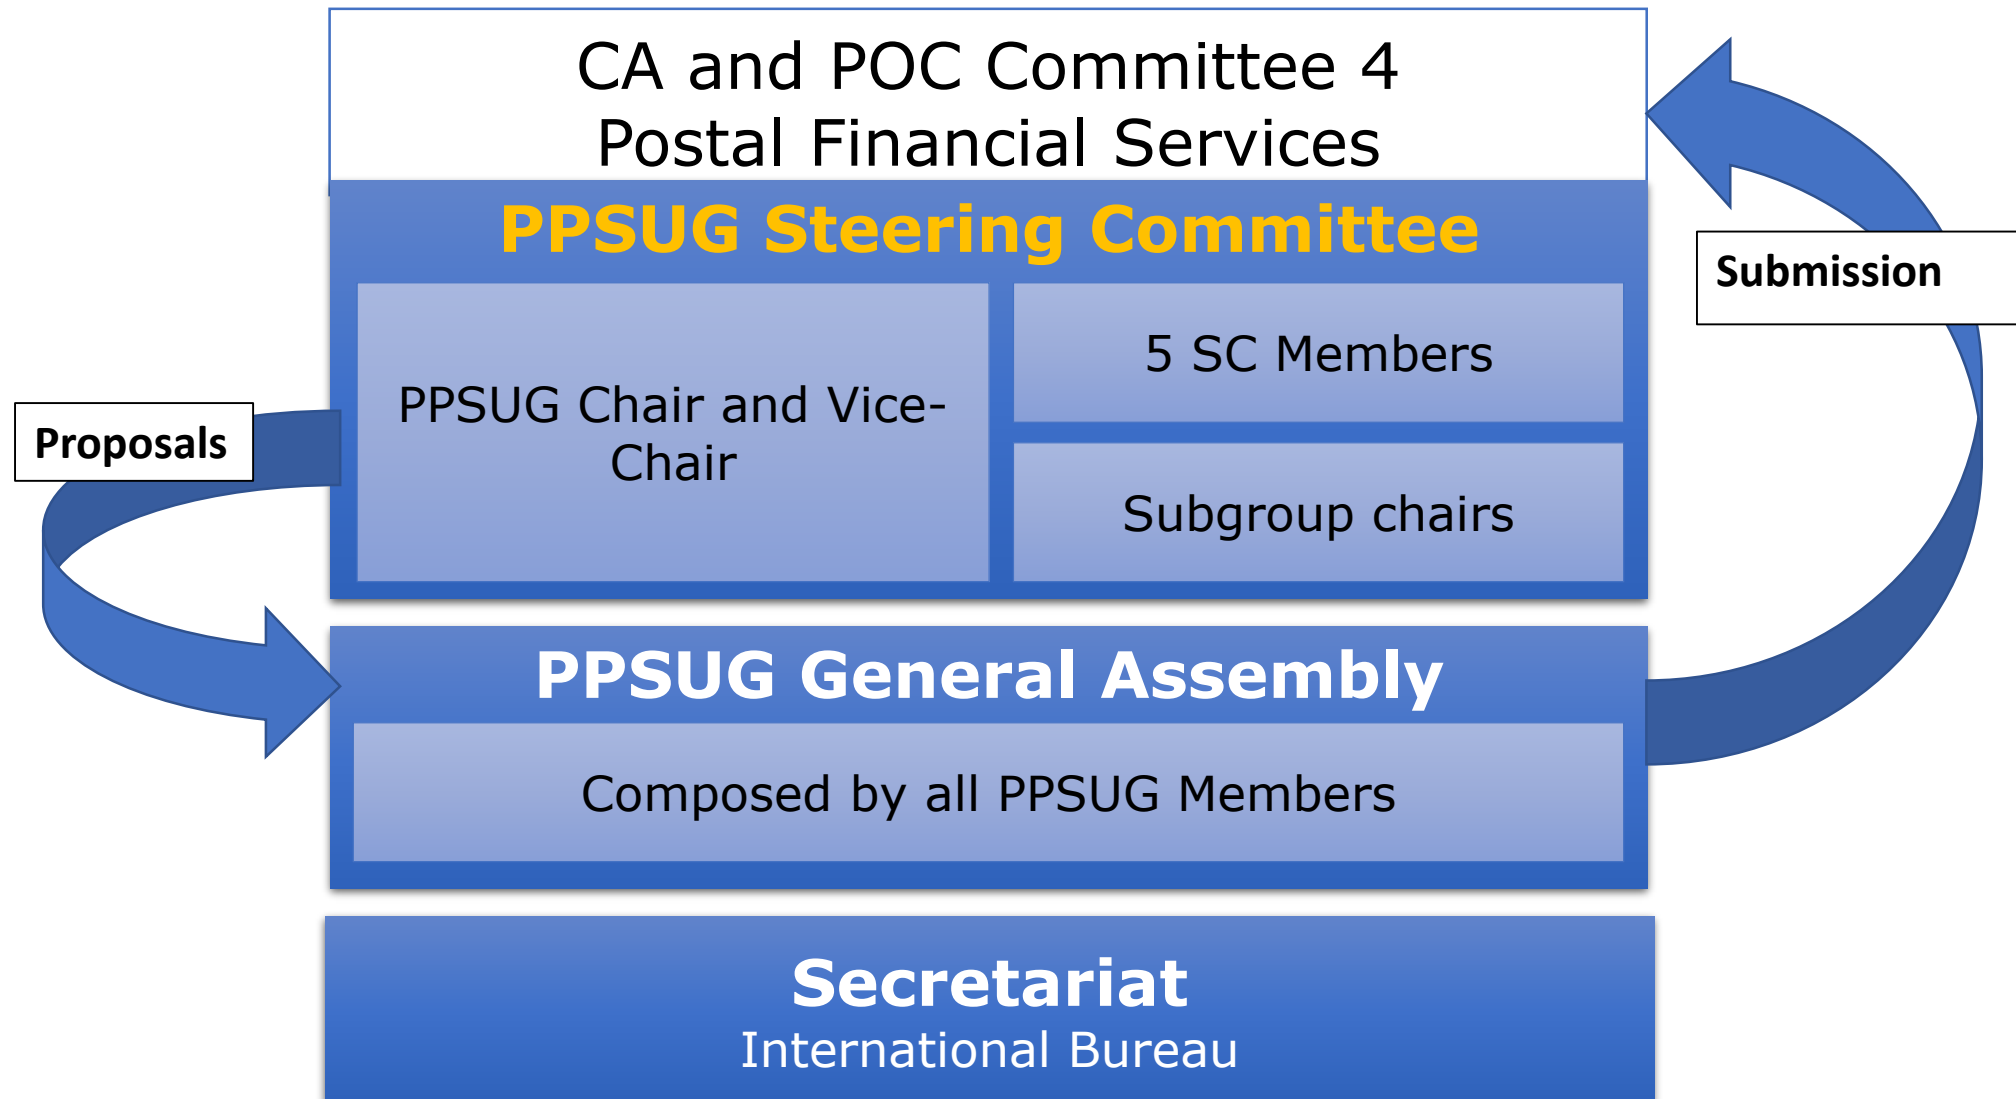 CA and POC Committee 4
Postal Financial Services
PPSUG Steering Committee
Submission
5 SC Members
PPSUG Chair and Vice-
Chair
Proposals
Subgroup chairs
PPSUG General Assembly
Composed by all PPSUG Members
Secretariat
International Bureau